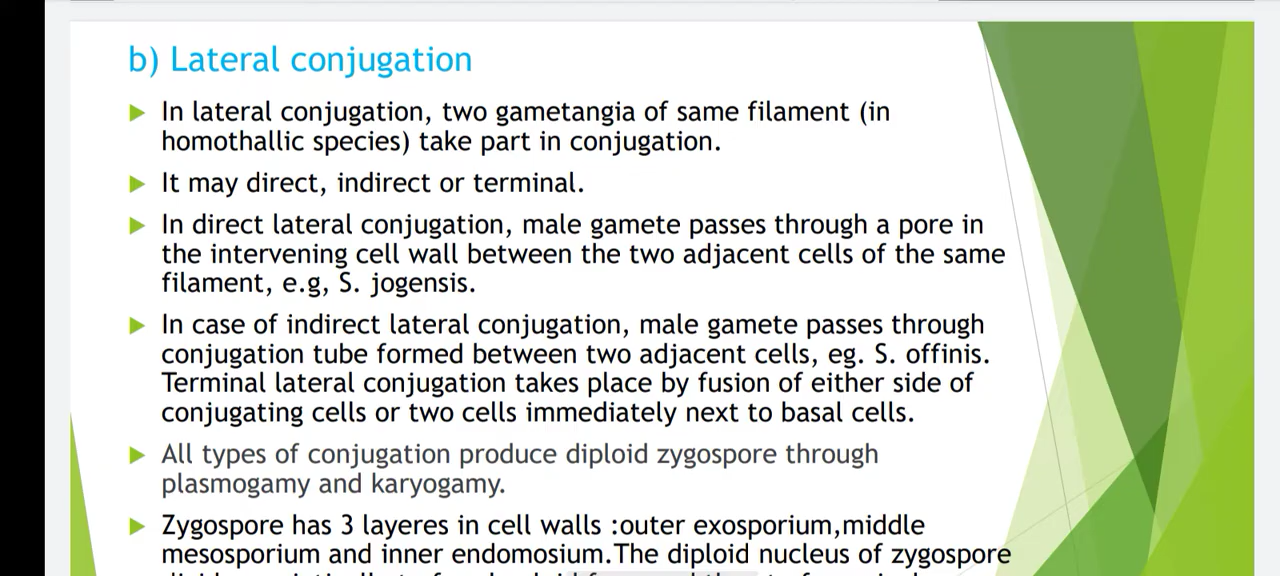 b) Lateral conjugation
In lateral conjugation, two gametangia of same filament (in
homothallic species) take part in conjugation.
It may direct, indirect or terminal.
In direct lateral conjugation, male gamete passes through a pore in
the intervening cell wall between the two adjacent cells of the same
filament, e.g, S. jogensis.
In case of indirect lateral conjugation, male gamete passes through
conjugation tube formed between two adjacent cells, eg. S. offinis.
Terminal lateral conjugation takes place by fusion of either side of
conjugating cells or two cells immediately next to basal cells.
All types of conjugation produce diploid zygospore through
plasmogamy and karyogamy.
Zygospore has 3 layeres in cell walls :outer exosporium,middle
mesosporium and inner endomosium.The diploid nucleus of zygospore